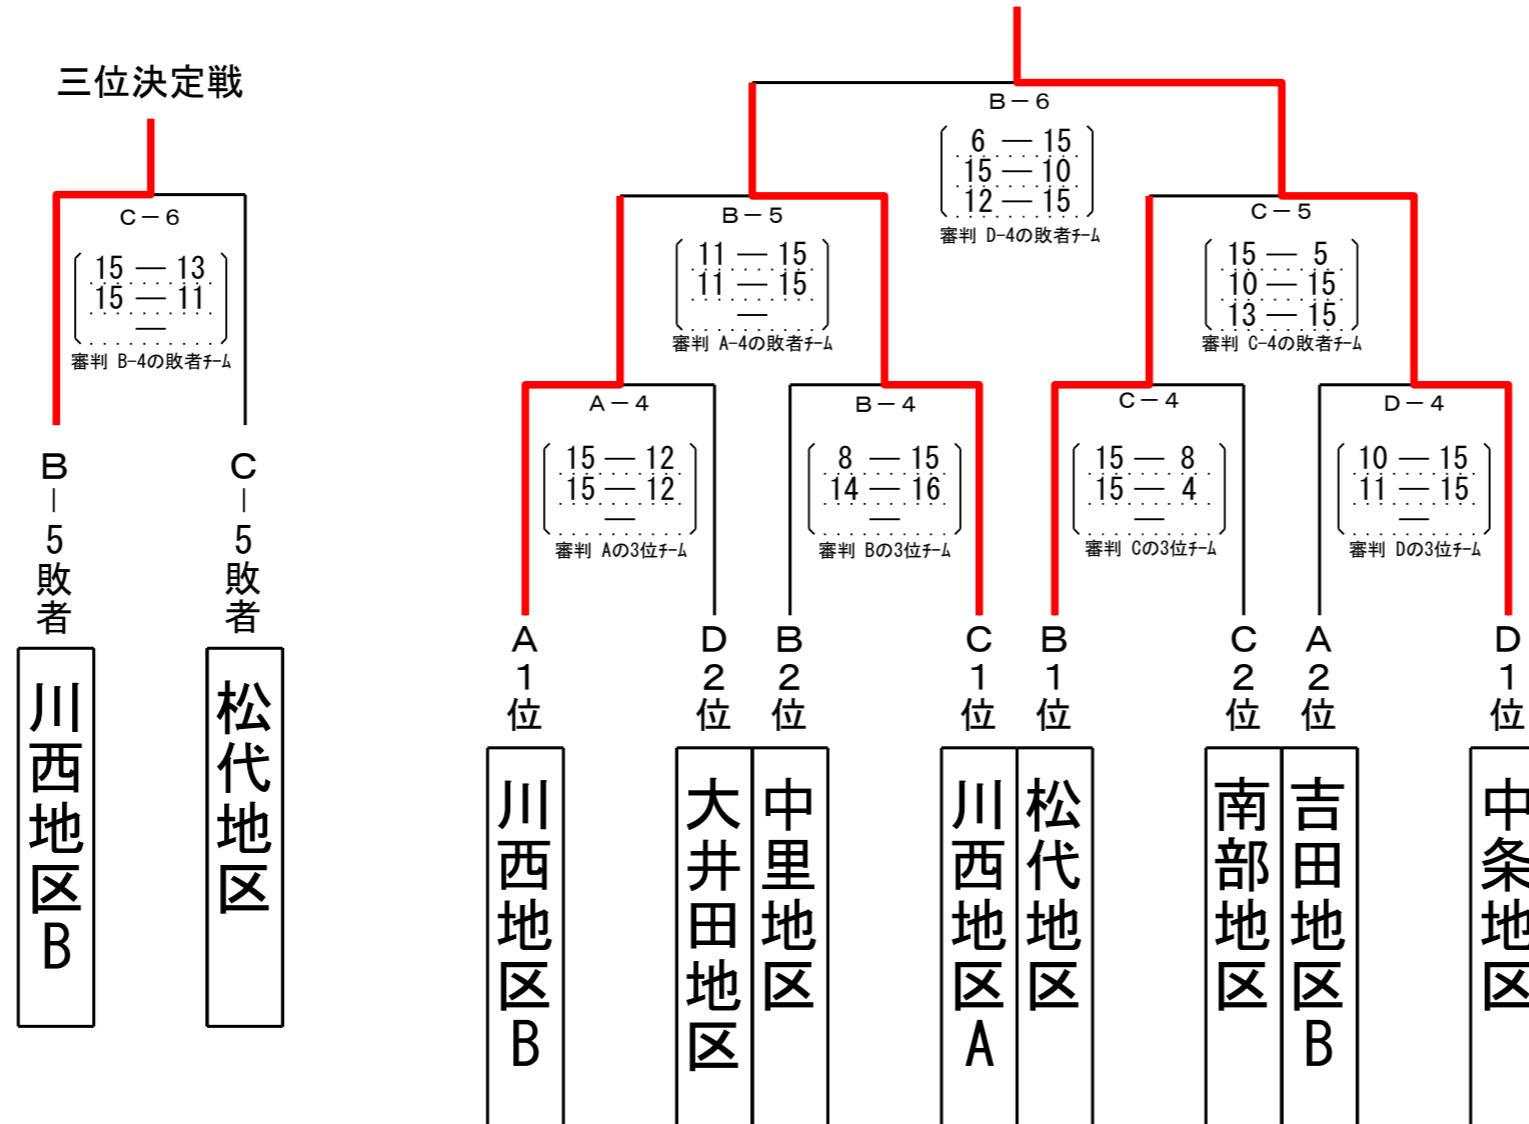 三位決定戦
C－6
15 ― 13
15 ― 11
―
審判 B-4の敗者ﾁｰﾑ
B－5敗者
C－5敗者
川西地区B
松代地区
B－6
6 ― 15
15 ― 10
12 ― 15
審判 D-4の敗者ﾁｰﾑ
B－5
11 ― 15
11 ― 15
―
審判 A-4の敗者ﾁｰﾑ
C－5
15 ― 5
10 ― 15
13 ― 15
審判 C-4の敗者ﾁｰﾑ
A－4
15 ― 12
15 ― 12
―
審判 Aの3位ﾁｰﾑ
B－4
8 ― 15
14 ― 16
―
審判 Bの3位ﾁｰﾑ
C－4
15 ― 8
15 ― 4
―
審判 Cの3位ﾁｰﾑ
D－4
10 ― 15
11 ― 15
―
審判 Dの3位ﾁｰﾑ
A1位
D2位
B2位
C1位
B1位
C2位
A2位
D1位
川西地区B
大井田地区
中里地区
川西地区A
松代地区
南部地区
吉田地区B
中条地区